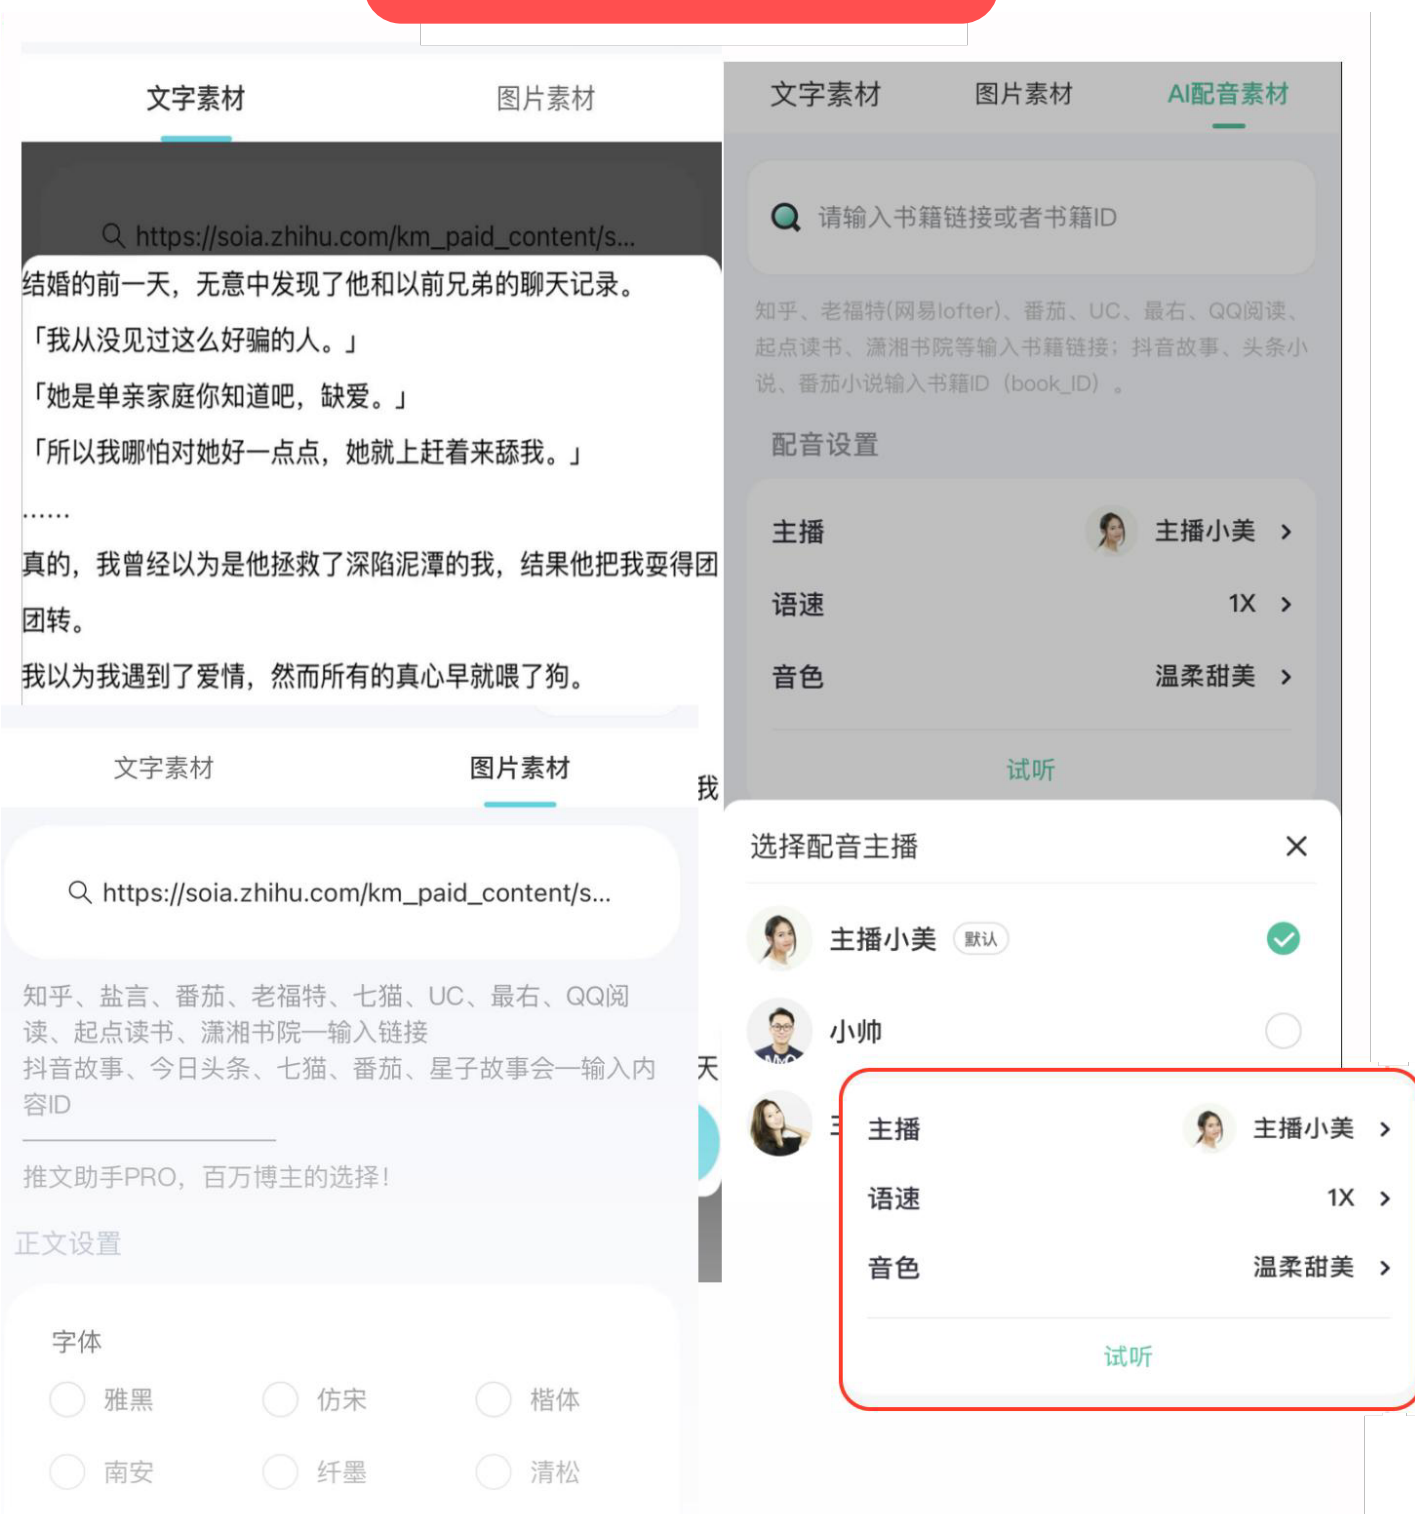 文字素材
图片素材
https://soia.zhihu.com/km_paid_content/s...
结婚的前一天，无意中发现了他和以前兄弟的聊天记录。
「我从没见过这么好骗的人。」
「她是单亲家庭你知道吧，缺爱。」
「所以我哪怕对她好一点点，她就上赶着来舔我。」
……
真的，我曾经以为是他拯救了深陷泥潭的我，结果他把我耍得团
团转。
我以为我遇到了爱情，然而所有的真心早就喂了狗。
我
天
文字素材
图片素材
https://soia.zhihu.com/km_paid_content/s...
知乎、盐言、番茄、老福特、七猫、UC、最右、QQ阅
读、起点读书、潇湘书院—输入链接
抖音故事、今日头条、七猫、番茄、星子故事会—输入内
容ID
推文助手PRO，百万博主的选择！
正文设置
字体
雅黑
仿宋
楷体
南安
纤墨
清松
文字素材
图片素材
AI配音素材
请输入书籍链接或者书籍ID
知乎、老福特(网易lofter)、番茄、UC、最右、QQ阅读、
起点读书、潇湘书院等输入书籍链接；抖音故事、头条小
说、番茄小说输入书籍ID（book_ID）。
配音设置
主播
主播小美
语速
1X
音色
温柔甜美
试听
选择配音主播
主播小美
默认
小帅
主播
主播小美
语速
1X
音色
温柔甜美
试听